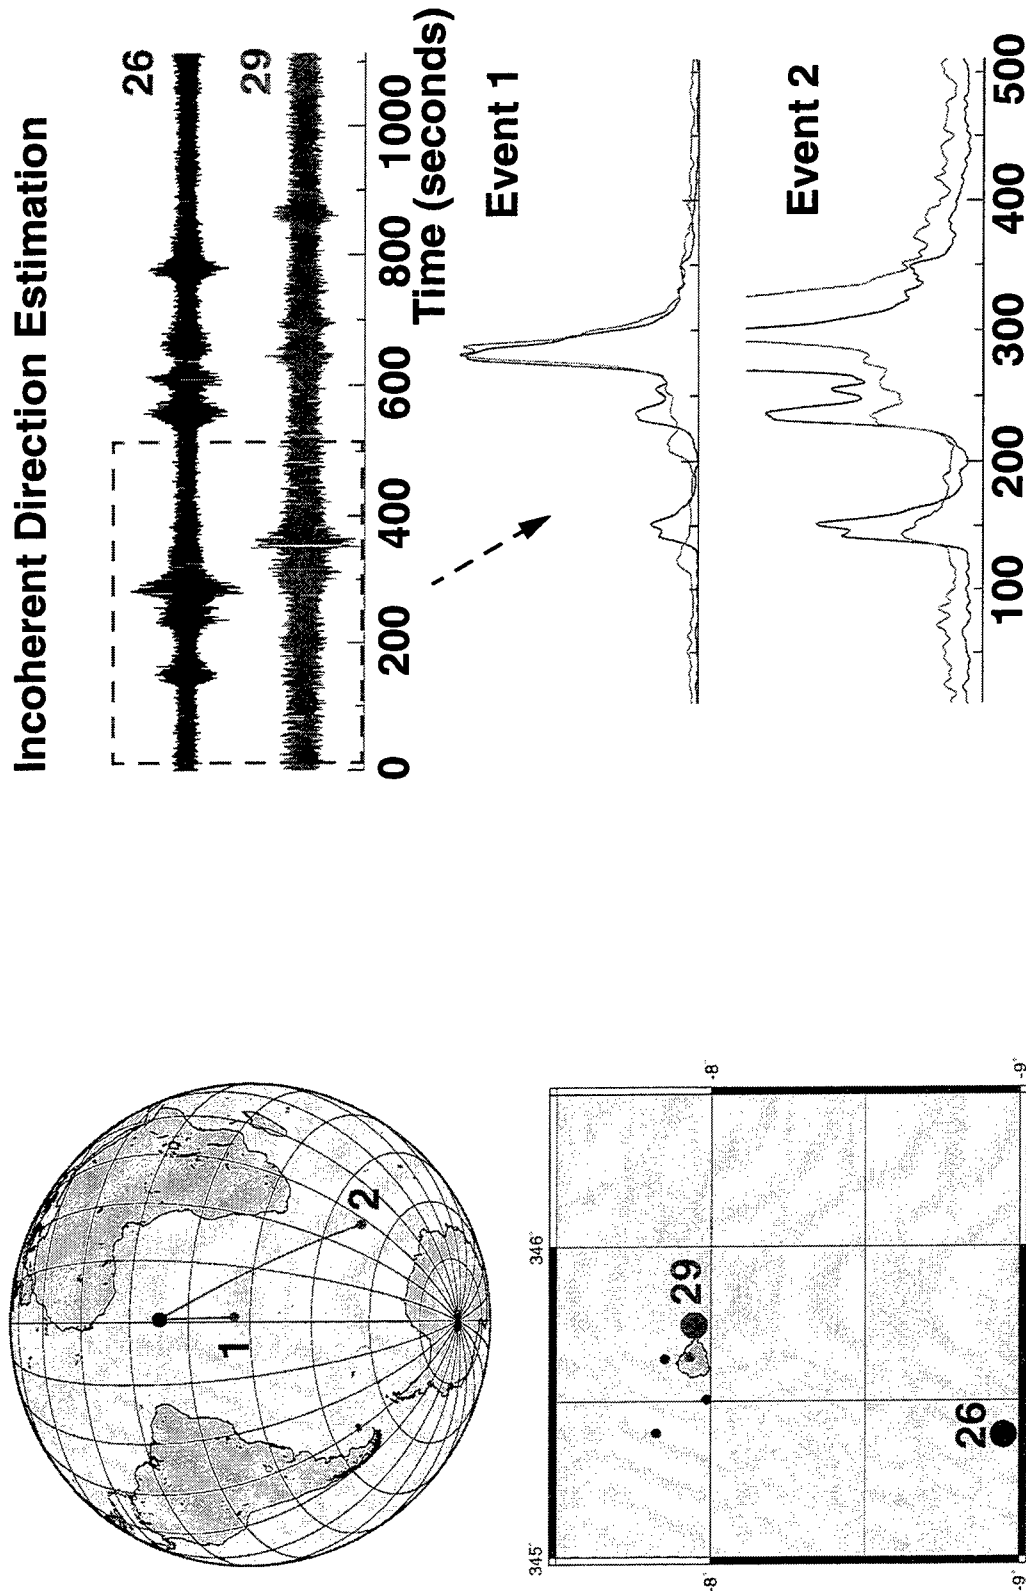 Incoherent Direction Estimation
26
29
0 200 400 600 800 1000
Time (seconds)
Event 1
Event 2
100 200 300 400 500
1
2
345° 346°
-8° -8°
29
26
-9° -9°